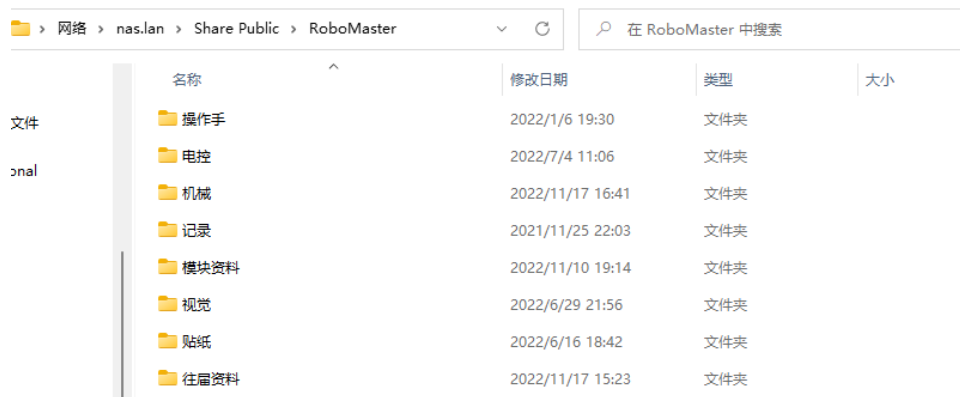 网络 › nas.lan › Share Public › RoboMaster 在 RoboMaster 中搜索
名称 修改日期 类型 大小
文件
onal
操作手 2022/1/6 19:30 文件夹
电控 2022/7/4 11:06 文件夹
机械 2022/11/17 16:41 文件夹
记录 2021/11/25 22:03 文件夹
模块资料 2022/11/10 19:14 文件夹
视觉 2022/6/29 21:56 文件夹
贴纸 2022/6/16 18:42 文件夹
往届资料 2022/11/17 15:23 文件夹